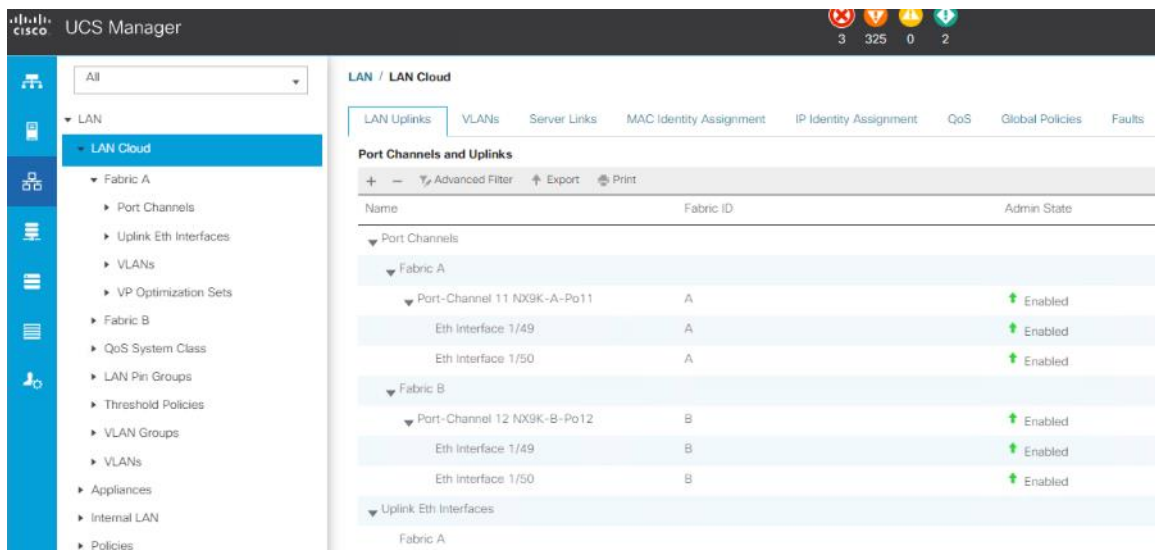 cisco UCS Manager
3 325 0 2
All
LAN
LAN Cloud
Fabric A
Port Channels
Uplink Eth Interfaces
VLANs
VP Optimization Sets
Fabric B
QoS System Class
LAN Pin Groups
Threshold Policies
VLAN Groups
VLANs
Appliances
Internal LAN
Policies
LAN / LAN Cloud
LAN Uplinks VLANs Server Links MAC Identity Assignment IP Identity Assignment QoS Global Policies Faults
Port Channels and Uplinks
+ − Advanced Filter Export Print
Name Fabric ID Admin State
Port Channels
Fabric A
Port-Channel 11 NX9K-A-Po11 A Enabled
Eth Interface 1/49 A Enabled
Eth Interface 1/50 A Enabled
Fabric B
Port-Channel 12 NX9K-B-Po12 B Enabled
Eth Interface 1/49 B Enabled
Eth Interface 1/50 B Enabled
Uplink Eth Interfaces
Fabric A